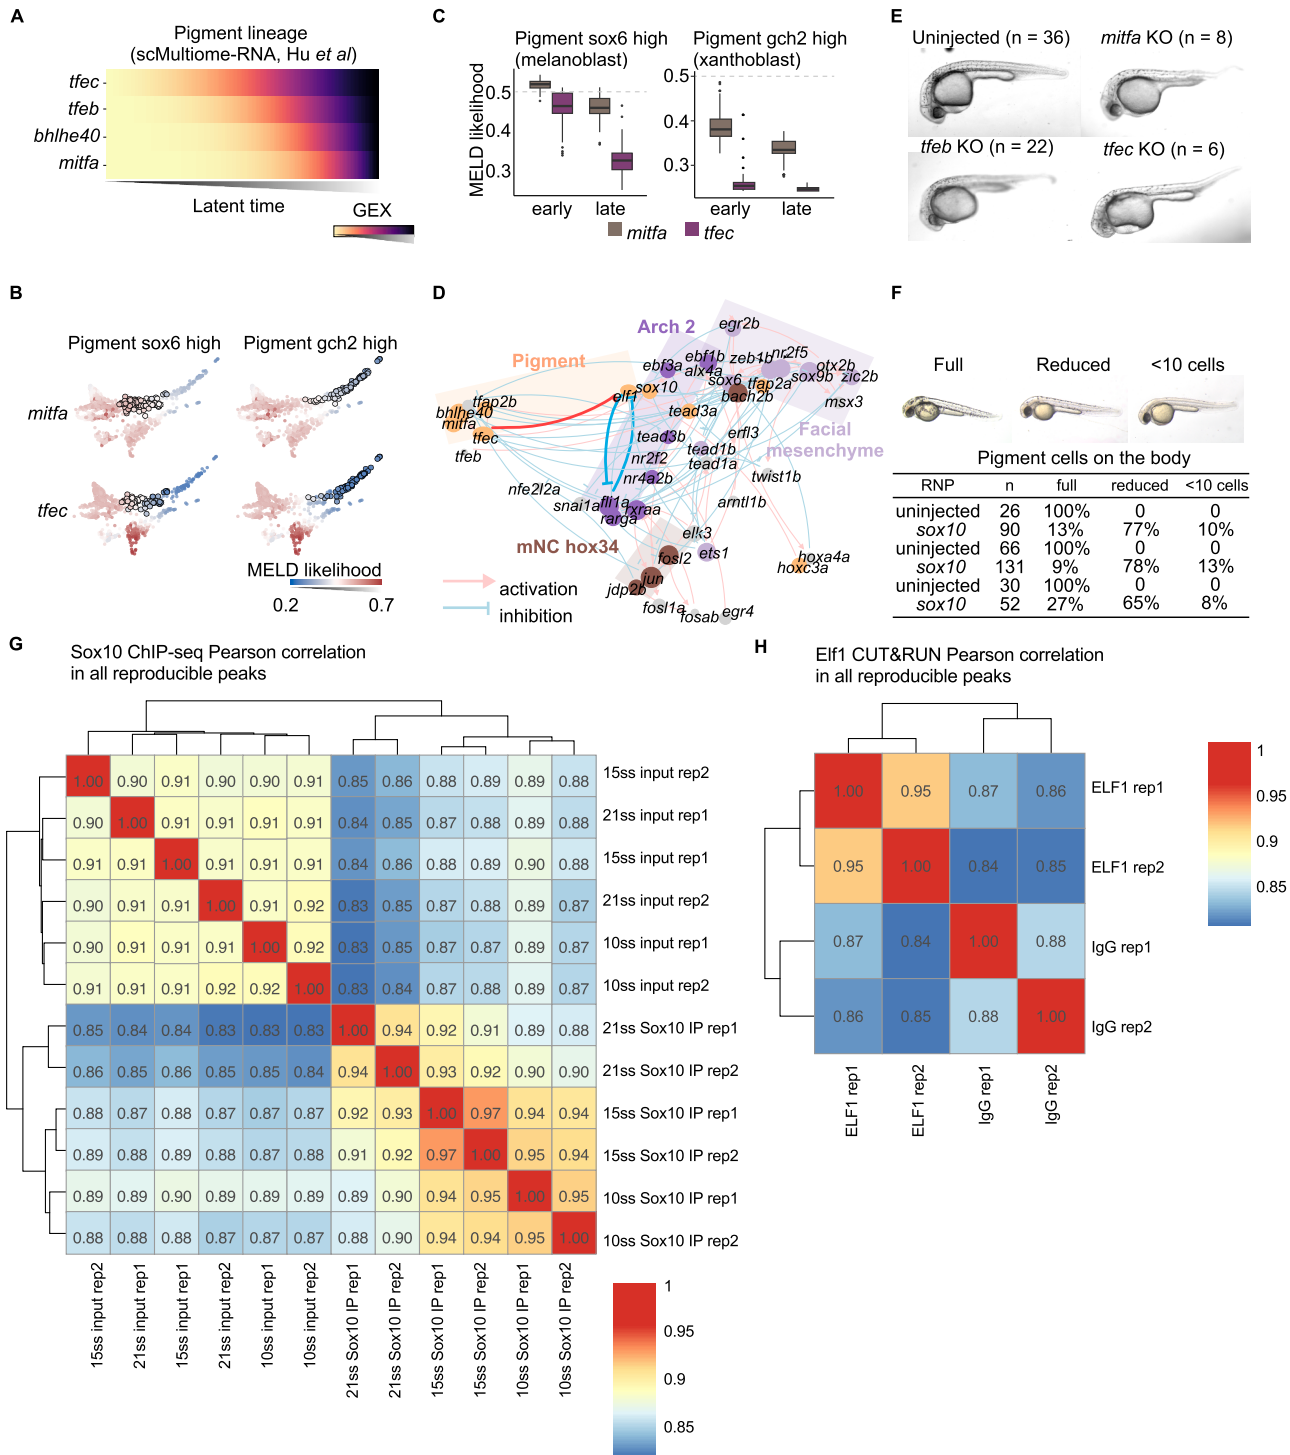 A
Pigment lineage
(scMultiome-RNA, Hu et al)
tfec
tfeb
bhlhe40
mitfa
Latent time
GEX
B
Pigment sox6 high
Pigment gch2 high
mitfa
tfec
MELD likelihood
0.2
0.7
C
Pigment sox6 high
(melanoblast)
Pigment gch2 high
(xanthoblast)
MELD likelihood
0.5
0.4
0.3
0.5
0.4
0.3
early
late
early
late
mitfa
tfec
D
Arch 2
Pigment
Facial
mesenchyme
mNC hox34
egr2b
ebf3a
ebf1b
alx4a
zeb1b
nr2f5
otx2b
sox6
sox9b
zic2b
tfap2a
bach2b
msx3
sox10
elf1
tfap2b
bhlhe40
mitfa
tfec
tfeb
tead3a
tead3b
erfl3
tead1b
tead1a
nr2f2
nr4a2b
twist1b
nfe2l2a
snai1a
fli1a
rxraa
rarga
arntl1b
elk3
fosl2
ets1
hoxa4a
hoxc3a
jun
jdp2b
fosl1a
fosab
egr4
activation
inhibition
E
Uninjected (n = 36)
mitfa KO (n = 8)
tfeb KO (n = 22)
tfec KO (n = 6)
F
Full
Reduced
<10 cells
Pigment cells on the body
RNP n full reduced <10 cells
uninjected 26 100% 0 0
sox10 90 13% 77% 10%
uninjected 66 100% 0 0
sox10 131 9% 78% 13%
uninjected 30 100% 0 0
sox10 52 27% 65% 8%
G
Sox10 ChIP-seq Pearson correlation
in all reproducible peaks
1.00 0.90 0.91 0.90 0.90 0.91 0.85 0.86 0.88 0.89 0.89 0.88 15ss input rep2
0.90 1.00 0.91 0.91 0.91 0.91 0.84 0.85 0.87 0.88 0.89 0.88 21ss input rep1
0.91 0.91 1.00 0.91 0.91 0.91 0.84 0.86 0.88 0.89 0.90 0.88 15ss input rep1
0.90 0.91 0.91 1.00 0.91 0.92 0.83 0.85 0.87 0.88 0.89 0.87 21ss input rep2
0.90 0.91 0.91 0.91 1.00 0.92 0.83 0.85 0.87 0.87 0.89 0.87 10ss input rep1
0.91 0.91 0.91 0.92 0.92 1.00 0.83 0.84 0.87 0.88 0.89 0.87 10ss input rep2
0.85 0.84 0.84 0.83 0.83 0.83 1.00 0.94 0.92 0.91 0.89 0.88 21ss Sox10 IP rep1
0.86 0.85 0.86 0.85 0.85 0.84 0.94 1.00 0.93 0.92 0.90 0.90 21ss Sox10 IP rep2
0.88 0.87 0.88 0.87 0.87 0.87 0.92 0.93 1.00 0.97 0.94 0.94 15ss Sox10 IP rep1
0.89 0.88 0.89 0.88 0.87 0.88 0.91 0.92 0.97 1.00 0.95 0.94 15ss Sox10 IP rep2
0.89 0.89 0.90 0.89 0.89 0.89 0.89 0.90 0.94 0.95 1.00 0.95 10ss Sox10 IP rep1
0.88 0.88 0.88 0.87 0.87 0.87 0.88 0.90 0.94 0.94 0.95 1.00 10ss Sox10 IP rep2
15ss input rep2
21ss input rep1
15ss input rep1
21ss input rep2
10ss input rep1
10ss input rep2
21ss Sox10 IP rep1
21ss Sox10 IP rep2
15ss Sox10 IP rep1
15ss Sox10 IP rep2
10ss Sox10 IP rep1
10ss Sox10 IP rep2
1
0.95
0.9
0.85
H
Elf1 CUT&RUN Pearson correlation
in all reproducible peaks
1.00 0.95 0.87 0.86 ELF1 rep1
0.95 1.00 0.84 0.85 ELF1 rep2
0.87 0.84 1.00 0.88 IgG rep1
0.86 0.85 0.88 1.00 IgG rep2
ELF1 rep1
ELF1 rep2
IgG rep1
IgG rep2
1
0.95
0.9
0.85